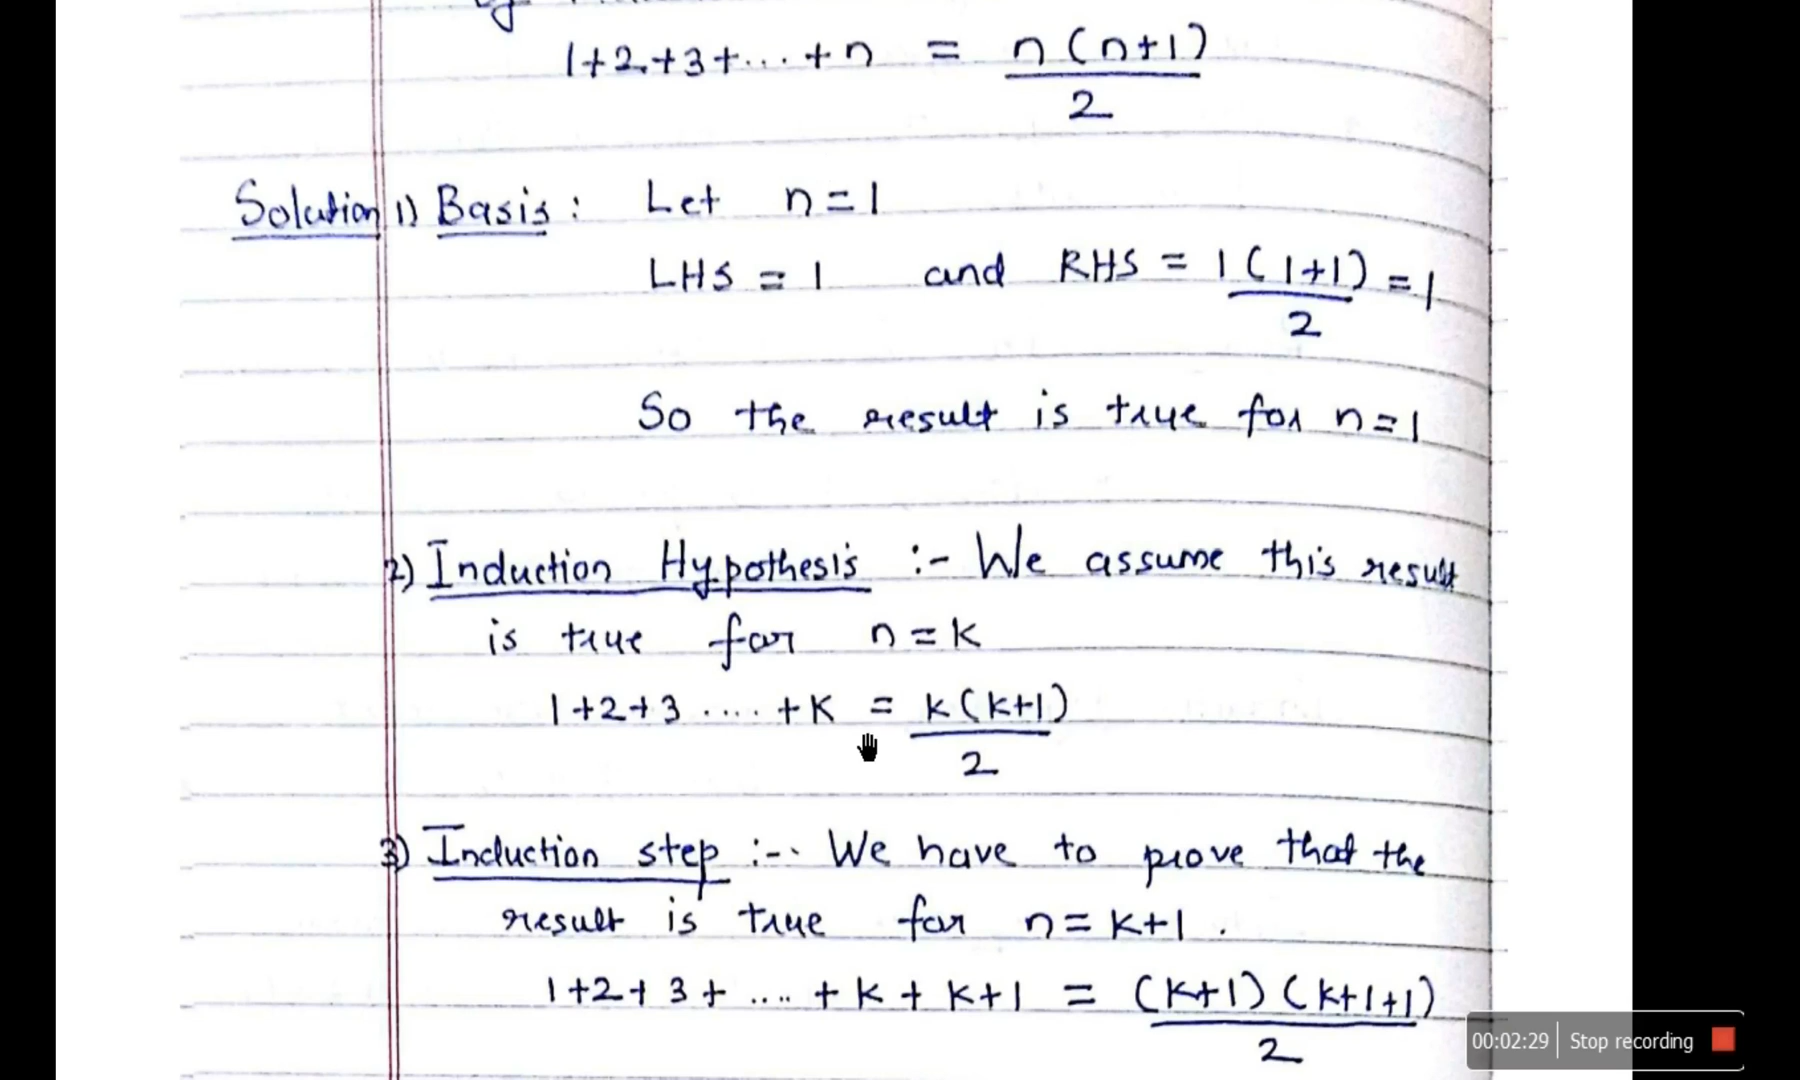 1+2+3+...+n = n(n+1)
2
Solution 1) Basis: Let n=1
LHS = 1 and RHS = 1(1+1) = 1
2
So the result is true for n=1
2) Induction Hypothesis :- We assume this result
is true for n=k
1+2+3.....+k = k(k+1)
2
3) Induction step :-. We have to prove that the
result is true for n=k+1.
1+2+3+....+k+k+1 = (k+1)(k+1+1)
2
00:02:29 Stop recording